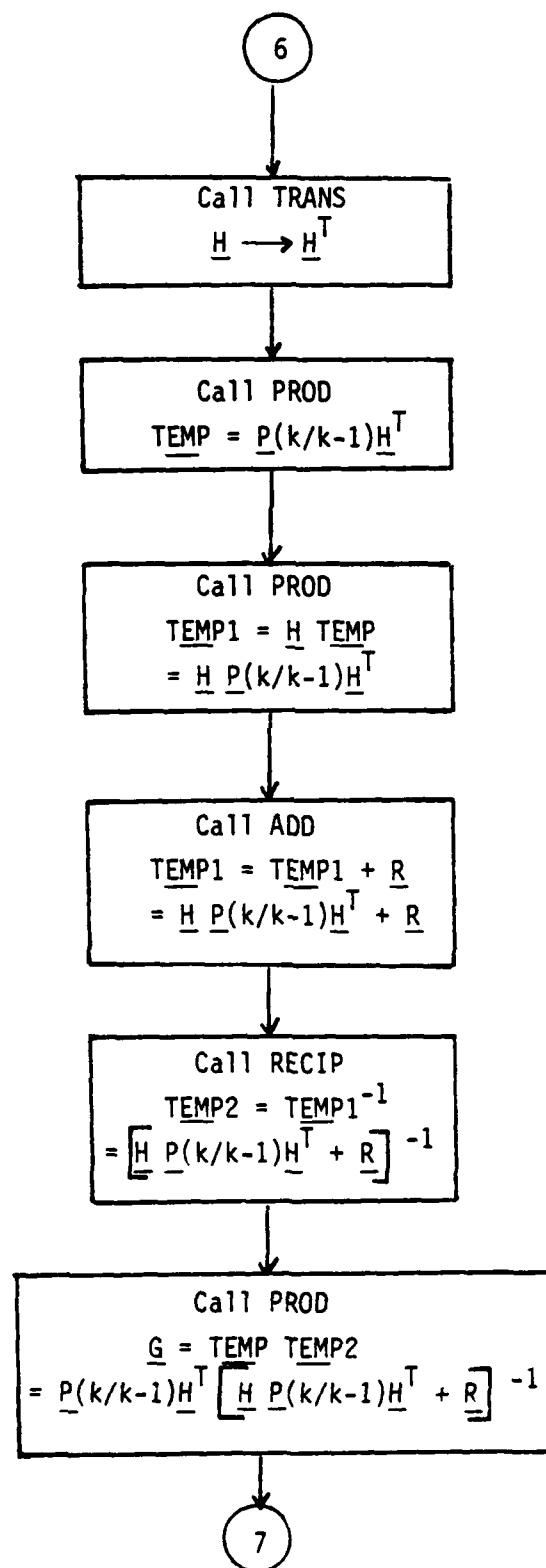 6
Call TRANS
H → H^T
Call PROD
TEMP = P(k/k-1)H^T
Call PROD
TEMP1 = H TEMP
= H P(k/k-1)H^T
Call ADD
TEMP1 = TEMP1 + R
= H P(k/k-1)H^T + R
Call RECIP
TEMP2 = TEMP1^-1
= [H P(k/k-1)H^T + R]^-1
Call PROD
G = TEMP TEMP2
= P(k/k-1)H^T [H P(k/k-1)H^T + R]^-1
7